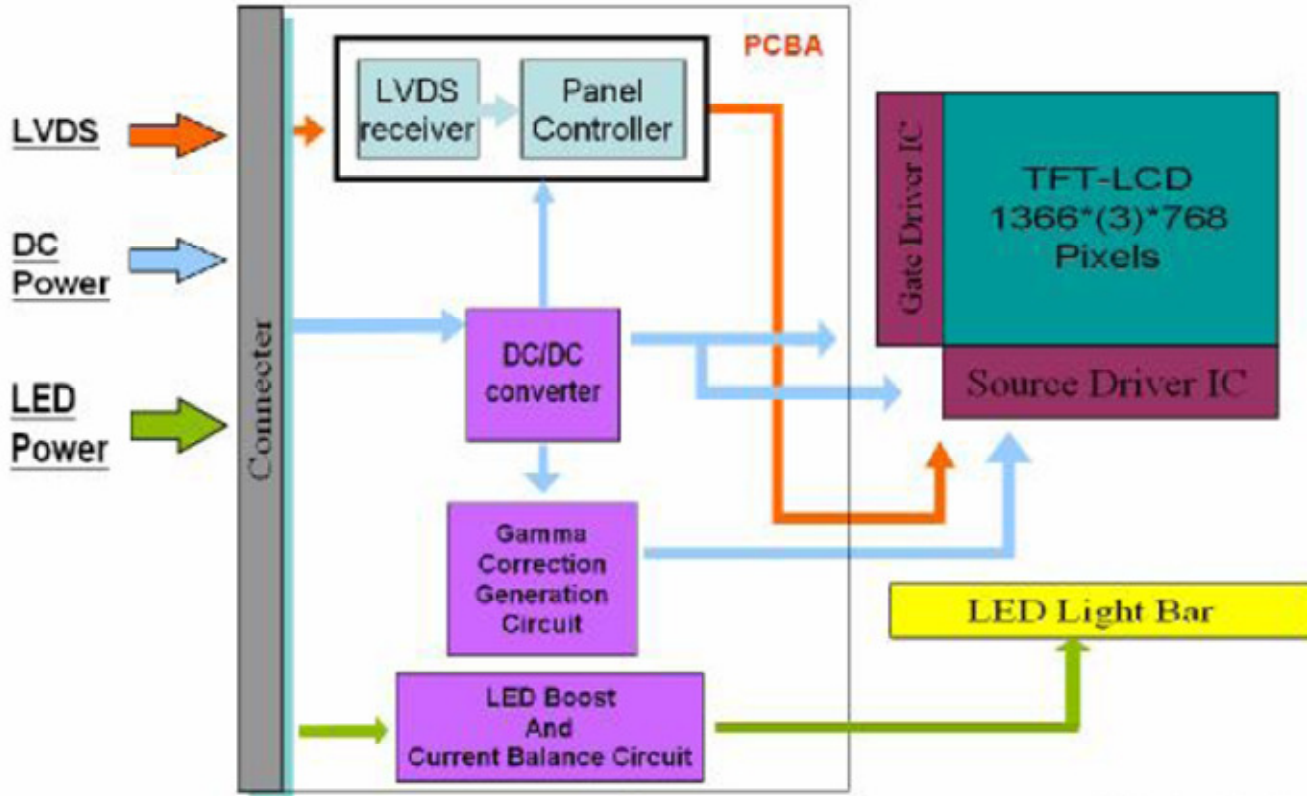 PCBA
LVDS
receiver
Panel
Controller
LVDS
DC
Power
LED
Power
Connecter
DC/DC
converter
Gamma
Correction
Generation
Circuit
LED Boost
And
Current Balance Circuit
Gate Driver IC
TFT-LCD
1366*(3)*768
Pixels
Source Driver IC
LED Light Bar